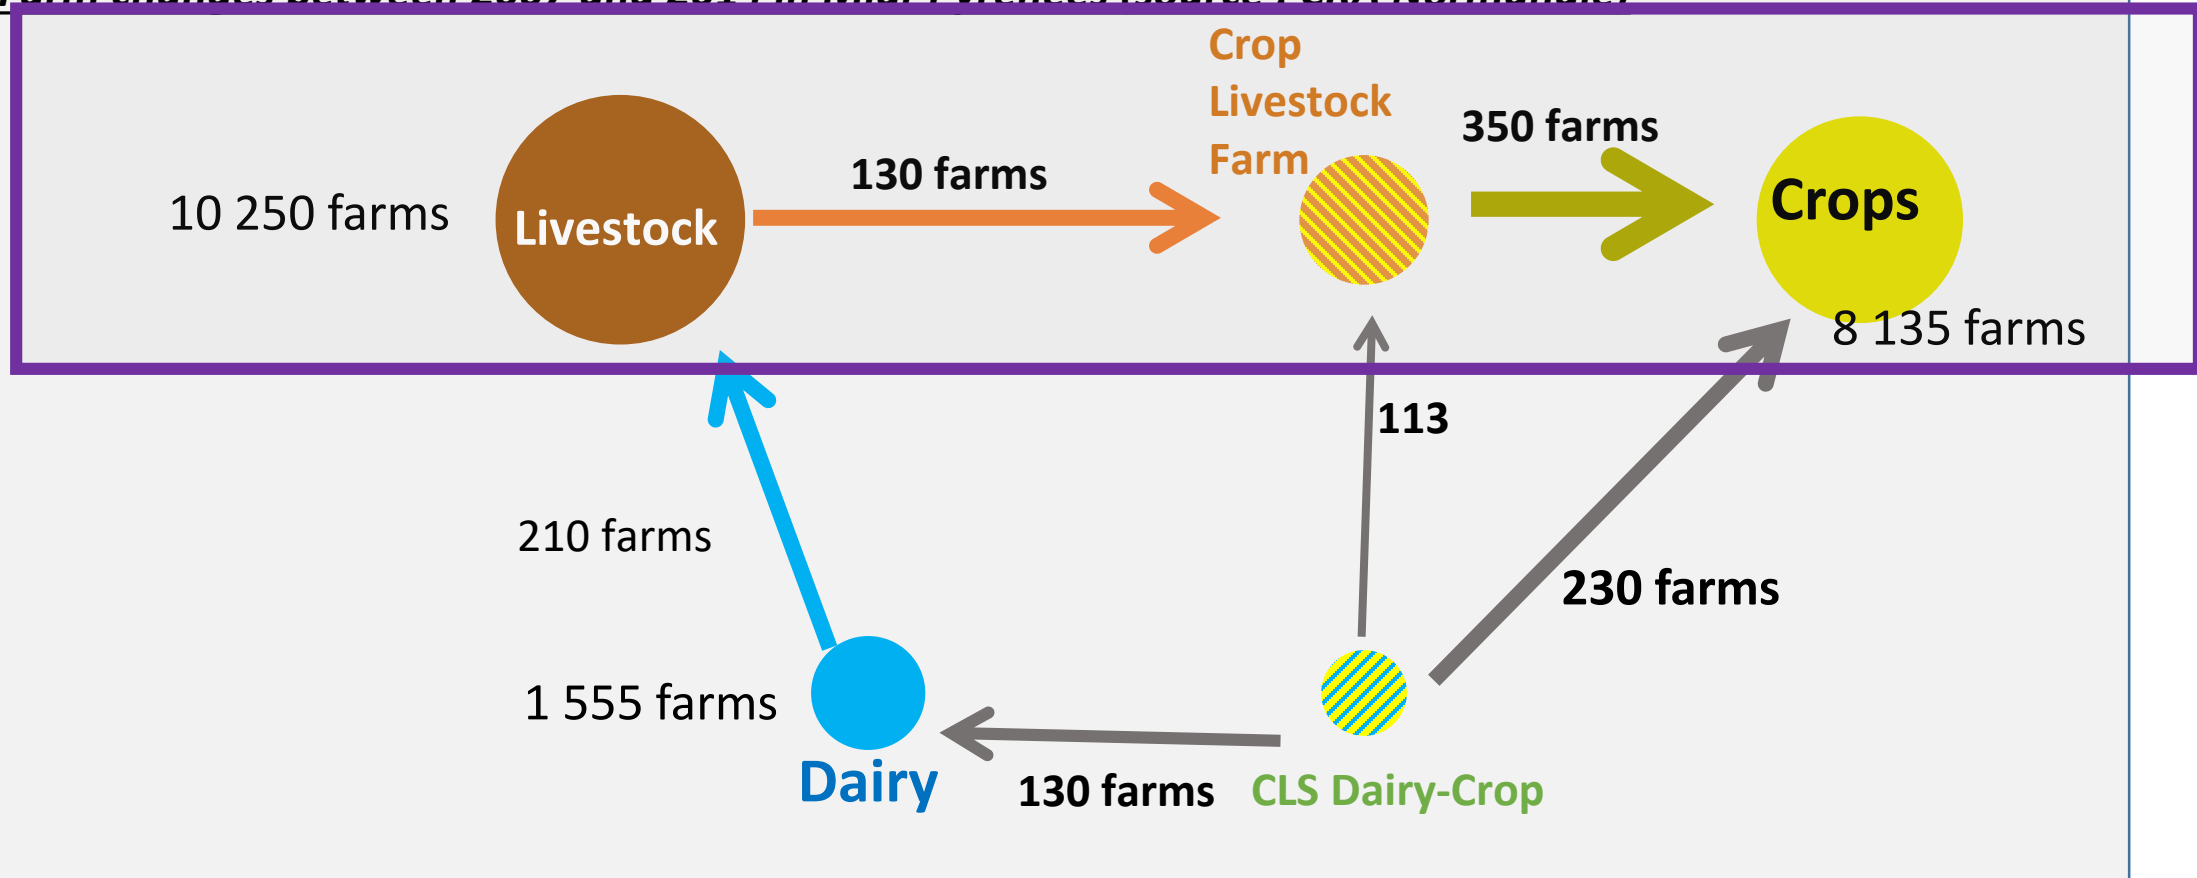 Crop
Livestock
Farm
350 farms
130 farms
Crops
10 250 farms
Livestock
8 135 farms
113
210 farms
230 farms
1 555 farms
Dairy
130 farms
CLS Dairy-Crop